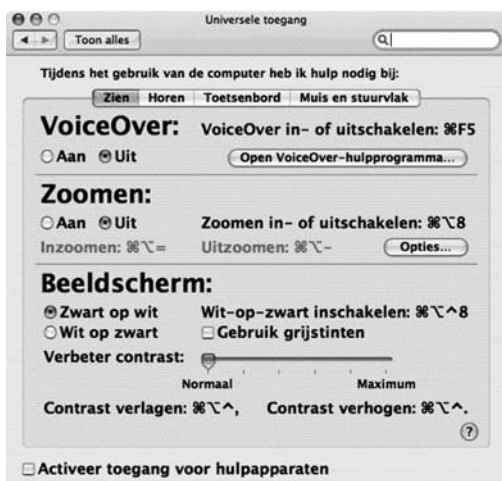 Universele toegang
Toon alles
Tijdens het gebruik van de computer heb ik hulp nodig bij:
Zien Horen Toetsenbord Muis en stuurvlak
VoiceOver: VoiceOver in- of uitschakelen: ⌘F5
Aan Uit Open VoiceOver-hulpprogramma...
Zoomen:
Aan Uit Zoomen in- of uitschakelen: ⌘⌥8
Inzoomen: ⌘⌥= Uitzoomen: ⌘⌥- Opties...
Beeldscherm:
Zwart op wit Wit-op-zwart inschakelen: ⌘⌥^8
Wit op zwart Gebruik grijstinten
Verbeter contrast:
Normaal Maximum
Contrast verlagen: ⌘⌥^, Contrast verhogen: ⌘⌥^.
?
Activeer toegang voor hulpapparaten